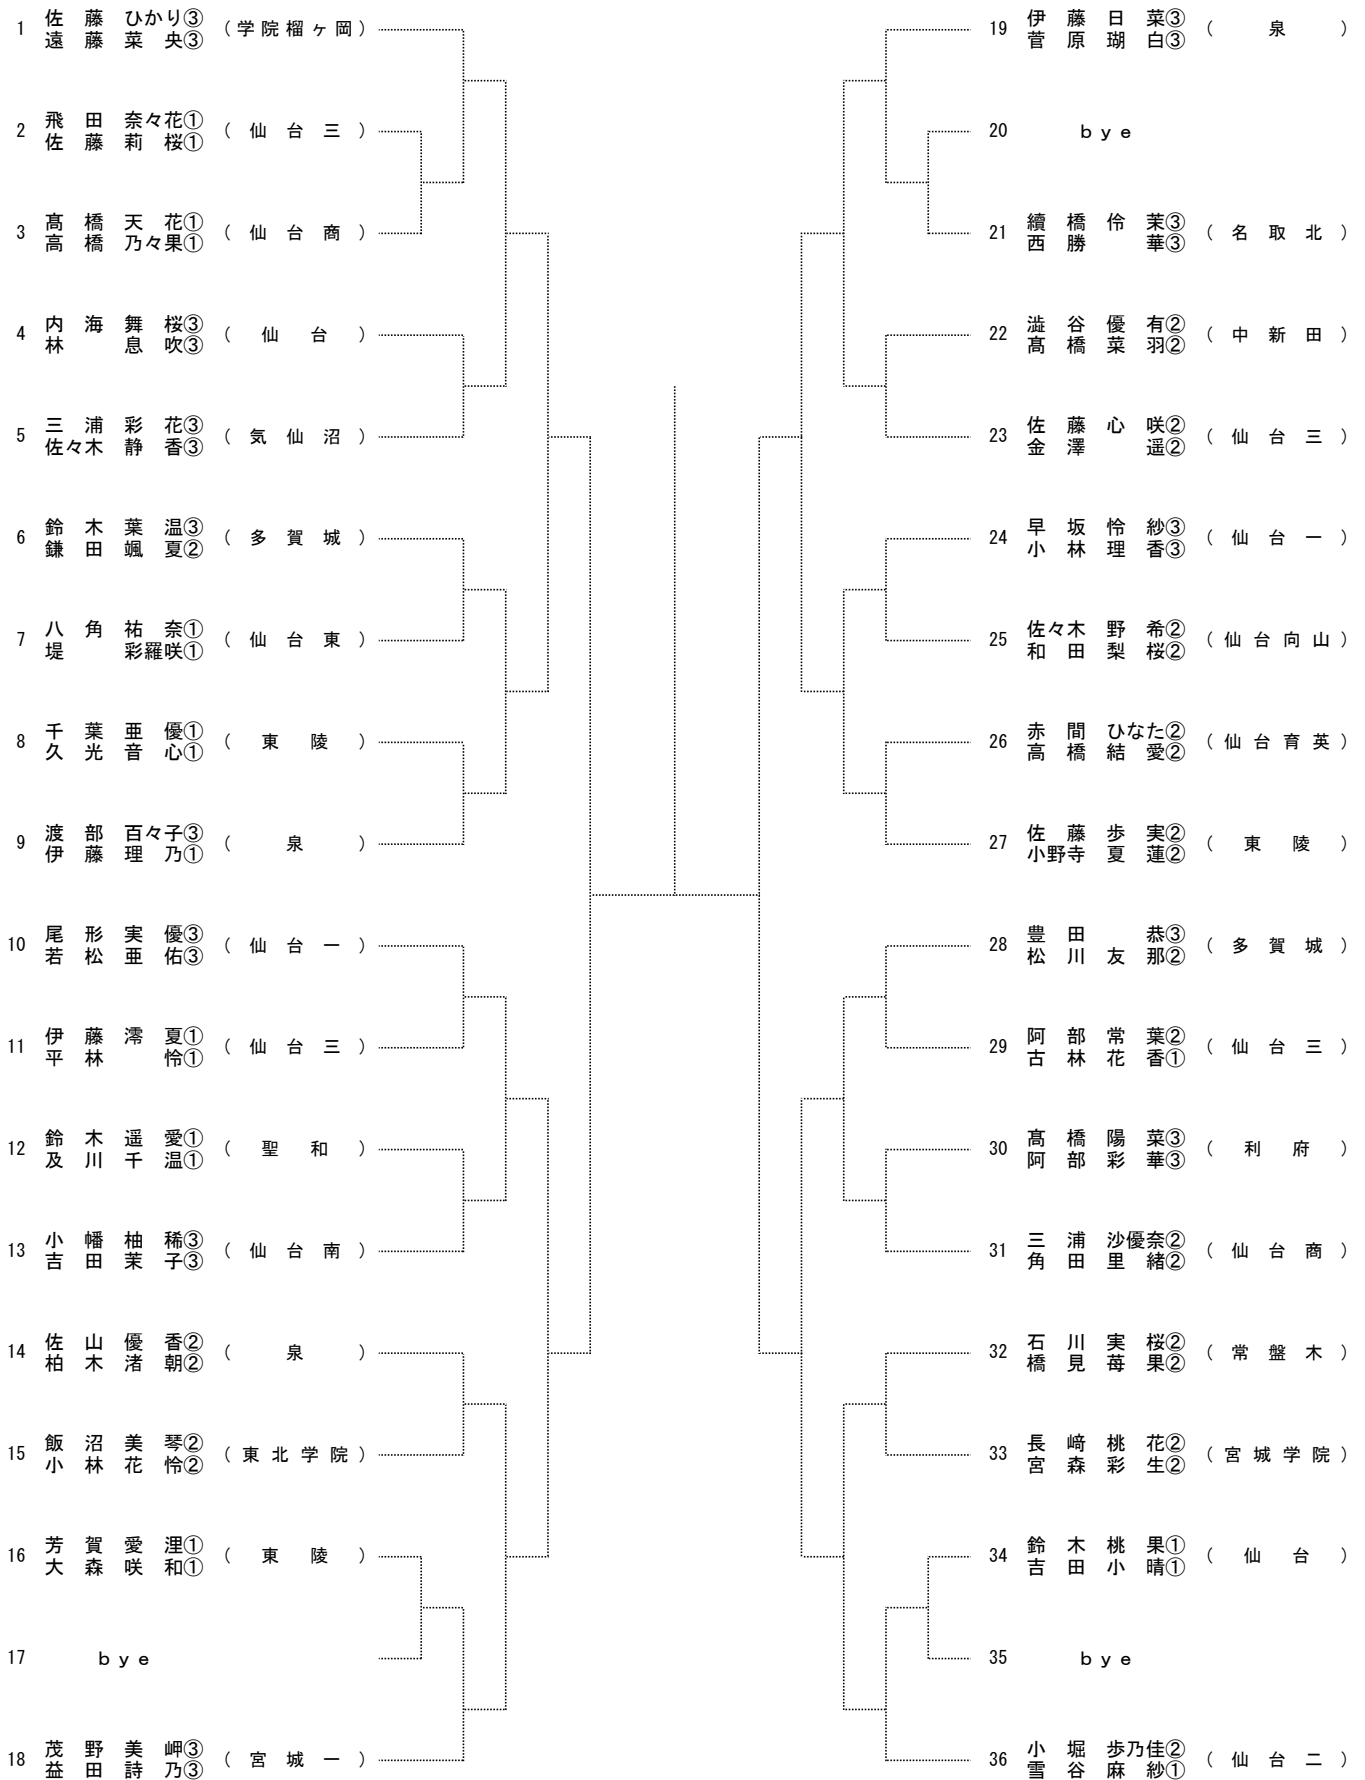 1 佐藤ひかり③ (学院榴ヶ岡)
遠藤菜央③
2 飛田奈々花① (仙台三)
佐藤莉桜①
3 髙橋天花① (仙台商)
高橋乃々果①
4 内海舞桜③ (仙台)
林息吹③
5 三浦彩花③ (気仙沼)
佐々木静香③
6 鈴木葉温③ (多賀城)
鎌田颯夏②
7 八角祐奈① (仙台東)
堤彩羅咲①
8 千葉亜優① (東陵)
久光音心①
9 渡部百々子③ (泉)
伊藤理乃①
10 尾形実優③ (仙台一)
若松亜佑③
11 伊藤澪夏① (仙台三)
平林怜①
12 鈴木遥愛① (聖和)
及川千温①
13 小幡柚稀③ (仙台南)
吉田茉子③
14 佐山優香② (泉)
柏木渚朝②
15 飯沼美琴② (東北学院)
小林花怜②
16 芳賀愛浬① (東陵)
大森咲和①
17 bye
18 茂野美岬③ (宮城一)
益田詩乃③
19 伊藤日菜③ (泉)
菅原瑚白③
20 bye
21 續橋伶茉③ (名取北)
西勝華③
22 澁谷優有② (中新田)
髙橋菜羽②
23 佐藤心咲② (仙台三)
金澤遥②
24 早坂怜紗③ (仙台一)
小林理香③
25 佐々木野希② (仙台向山)
和田梨桜②
26 赤間ひなた② (仙台育英)
高橋結愛②
27 佐藤歩実② (東陵)
小野寺夏蓮②
28 豊田恭③ (多賀城)
松川友那②
29 阿部常葉② (仙台三)
古林花香①
30 髙橋陽菜③ (利府)
阿部彩華③
31 三浦沙優奈② (仙台商)
角田里緒②
32 石川実桜② (常盤木)
橋見苺果②
33 長﨑桃花② (宮城学院)
宮森彩生②
34 鈴木桃果① (仙台)
吉田小晴①
35 bye
36 小堀歩乃佳② (仙台二)
雪谷麻紗①